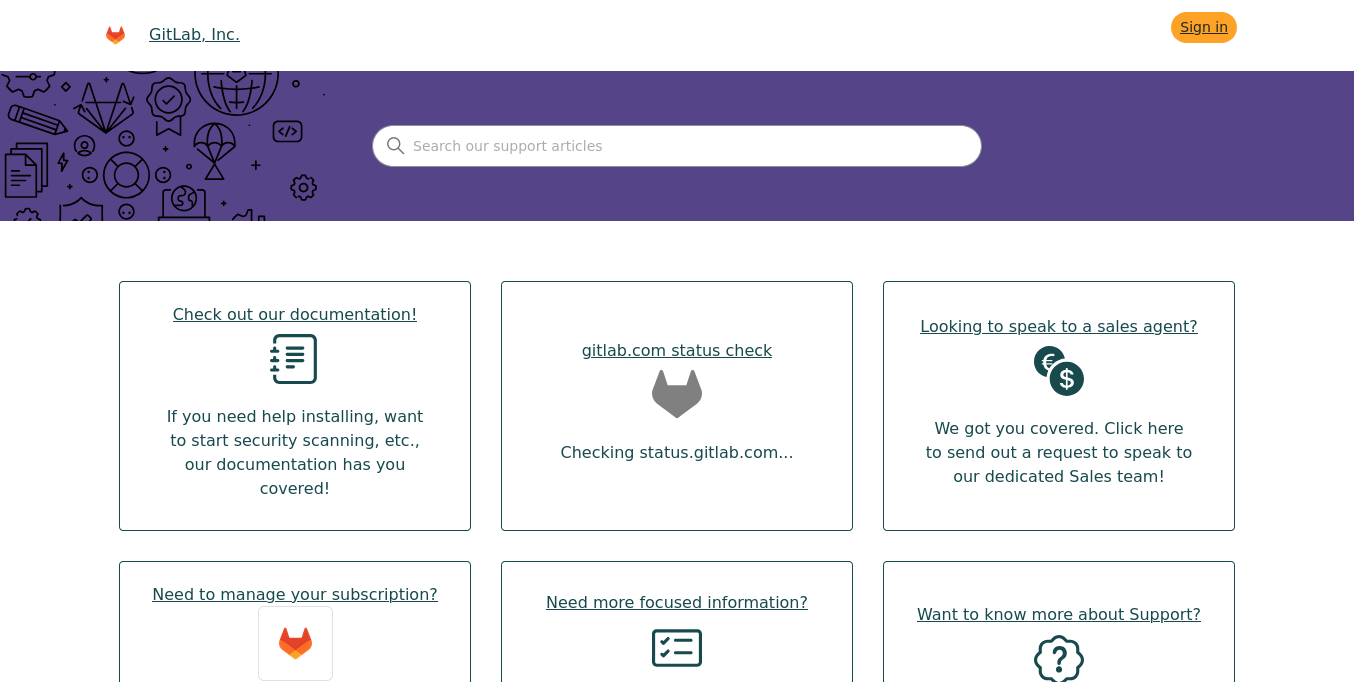 GitLab, Inc.
Sign in
Search our support articles
Check out our documentation!
If you need help installing, want
to start security scanning, etc.,
our documentation has you
covered!
gitlab.com status check
Checking status.gitlab.com...
Looking to speak to a sales agent?
€
$
We got you covered. Click here
to send out a request to speak to
our dedicated Sales team!
Need to manage your subscription?
Need more focused information?
Want to know more about Support?
?